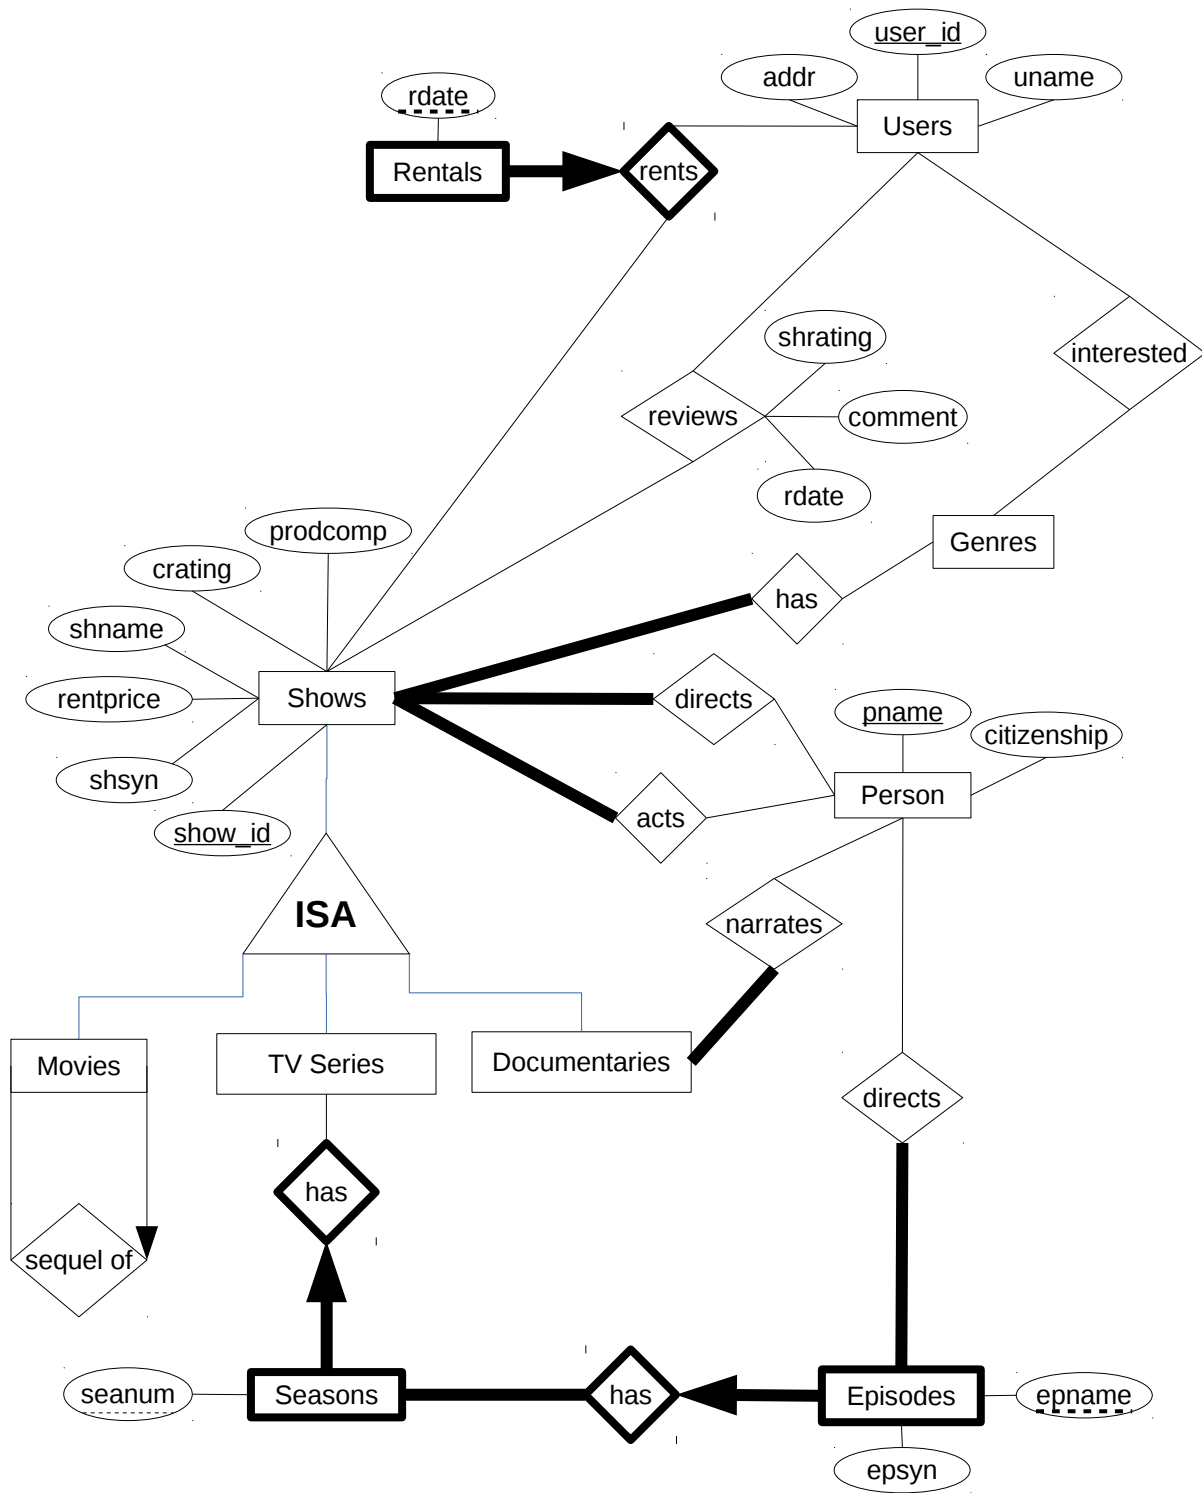 user_id
addr
uname
rdate
Users
Rentals
rents
shrating
interested
reviews
comment
rdate
prodcomp
Genres
crating
has
shname
Shows
directs
pname
rentprice
citizenship
shsyn
Person
acts
show_id
ISA
narrates
Movies
TV Series
Documentaries
directs
has
sequel of
seanum
Seasons
has
Episodes
epname
epsyn